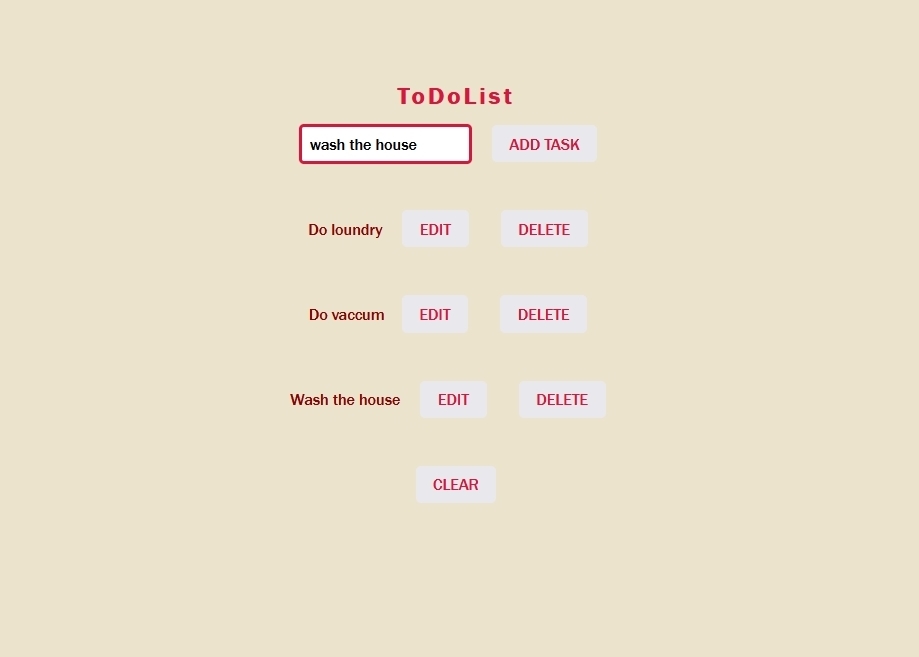 ToDoList
wash the house ADD TASK
Do loundry EDIT DELETE
Do vaccum EDIT DELETE
Wash the house EDIT DELETE
CLEAR